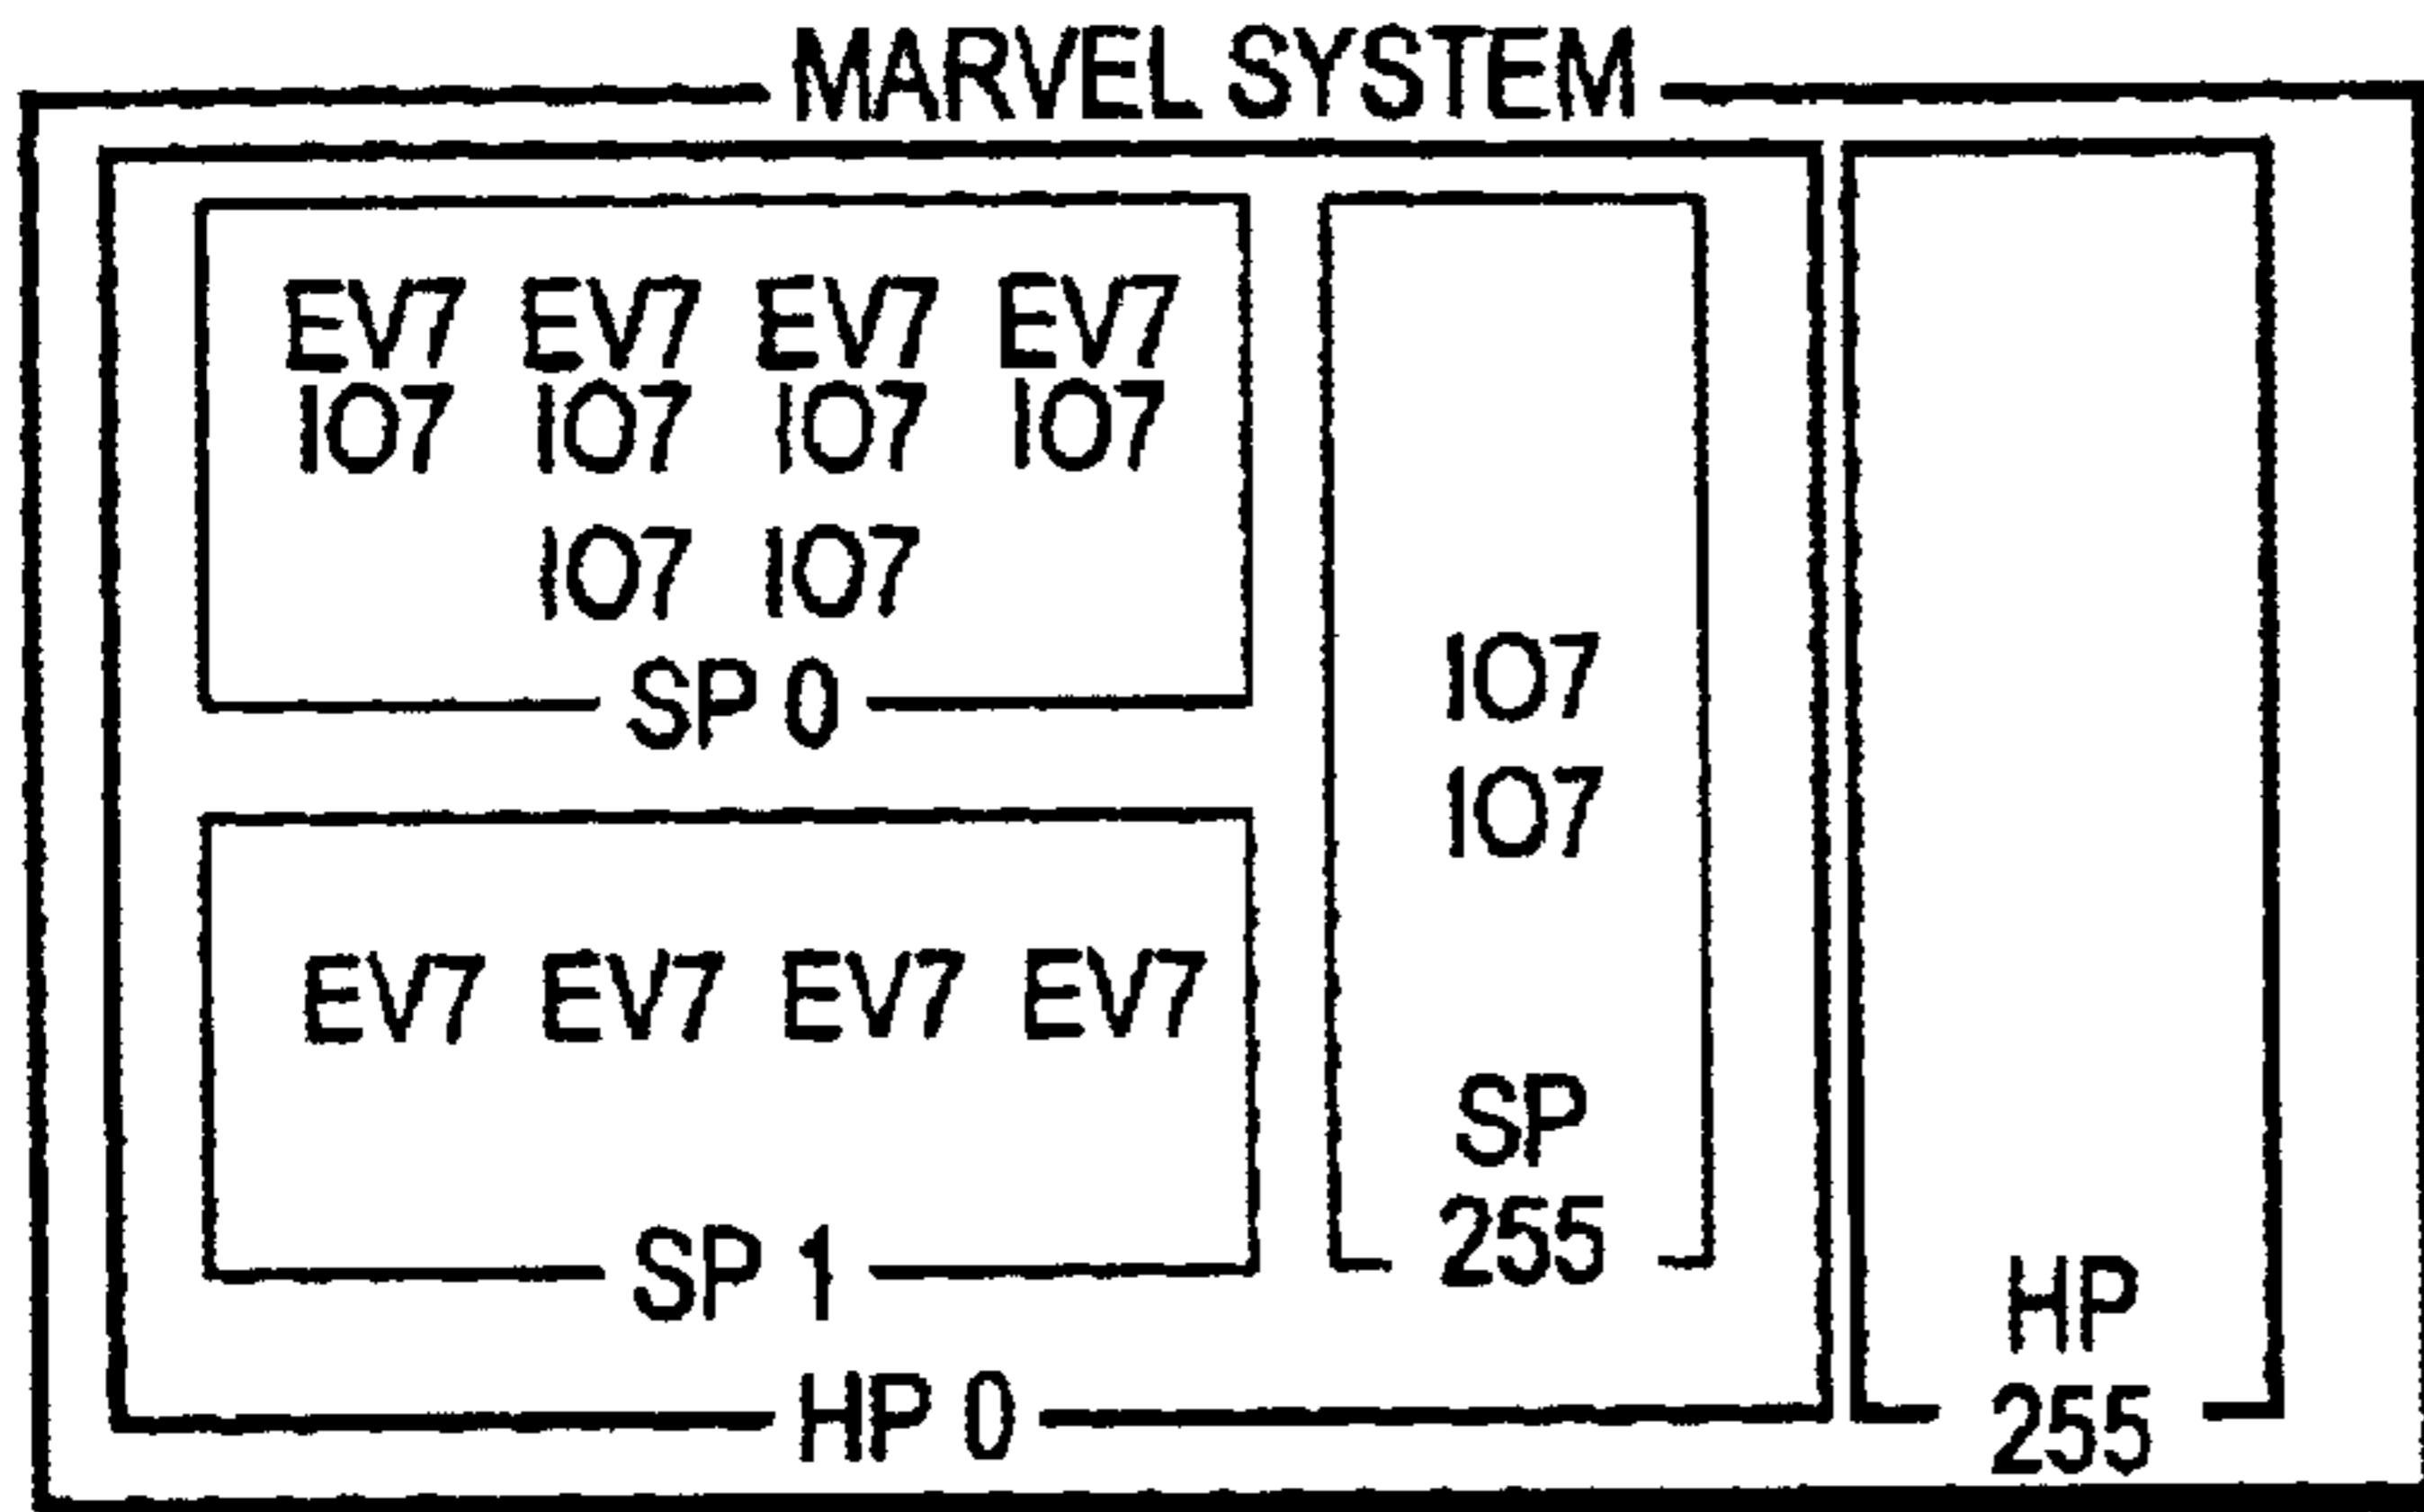 MARVEL SYSTEM
EV7 EV7 EV7 EV7
IO7 IO7 IO7 IO7
IO7 IO7
SP 0
EV7 EV7 EV7 EV7
SP 1
IO7
IO7
SP
255
HP 0
HP
255